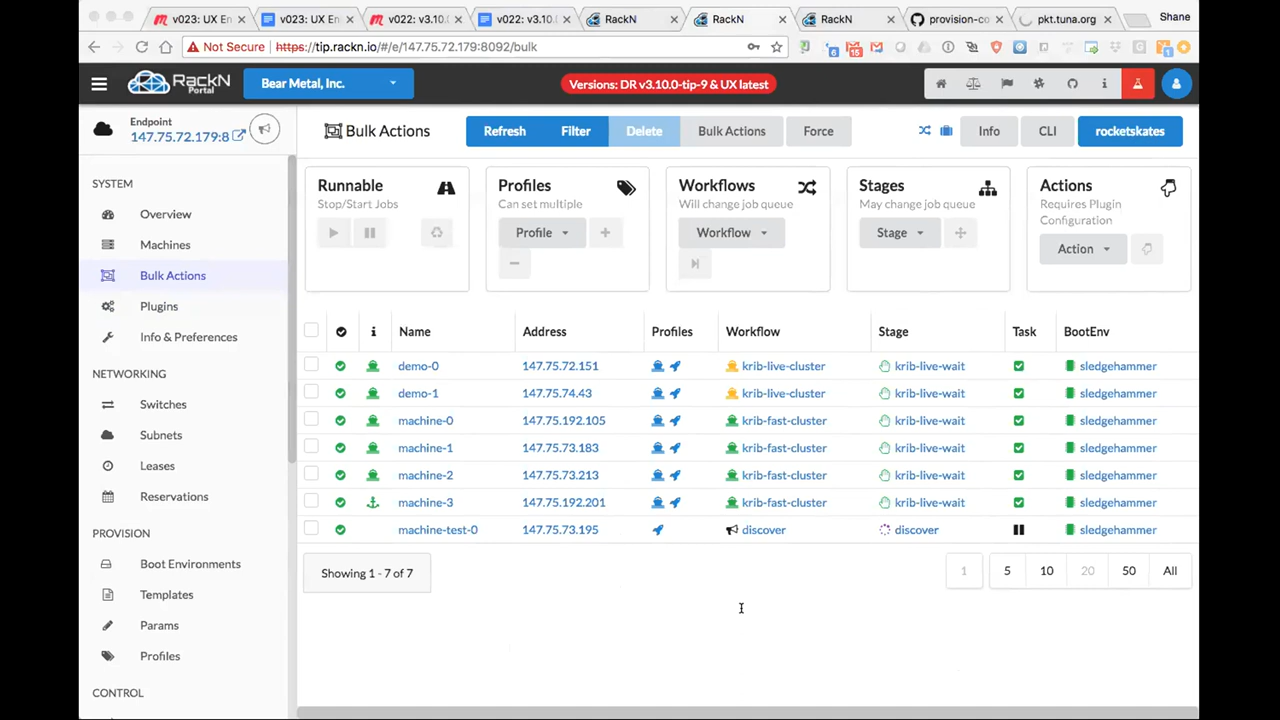 v023: UX En
v023: UX En
v022: v3.10.
v022: v3.10.
RackN
RackN
RackN
provision-co
pkt.tuna.org
Shane
Not Secure
https://tip.rackn.io/#/e/147.75.72.179:8092/bulk
6
15
1
RackN
Portal
Bear Metal, Inc.
Versions: DR v3.10.0-tip-9 & UX latest
Endpoint
147.75.72.179:8
Bulk Actions
Refresh
Filter
Delete
Bulk Actions
Force
Info
CLI
rocketskates
SYSTEM
Overview
Machines
Bulk Actions
Plugins
Info & Preferences
NETWORKING
Switches
Subnets
Leases
Reservations
PROVISION
Boot Environments
Templates
Params
Profiles
CONTROL
Runnable
Stop/Start Jobs
Profiles
Can set multiple
Profile
Workflows
Will change job queue
Workflow
Stages
May change job queue
Stage
Actions
Requires Plugin
Configuration
Action
Name Address Profiles Workflow Stage Task BootEnv
demo-0 147.75.72.151 krib-live-cluster krib-live-wait sledgehammer
demo-1 147.75.74.43 krib-live-cluster krib-live-wait sledgehammer
machine-0 147.75.192.105 krib-fast-cluster krib-live-wait sledgehammer
machine-1 147.75.73.183 krib-fast-cluster krib-live-wait sledgehammer
machine-2 147.75.73.213 krib-fast-cluster krib-live-wait sledgehammer
machine-3 147.75.192.201 krib-fast-cluster krib-live-wait sledgehammer
machine-test-0 147.75.73.195 discover discover sledgehammer
Showing 1 - 7 of 7
1 5 10 20 50 All